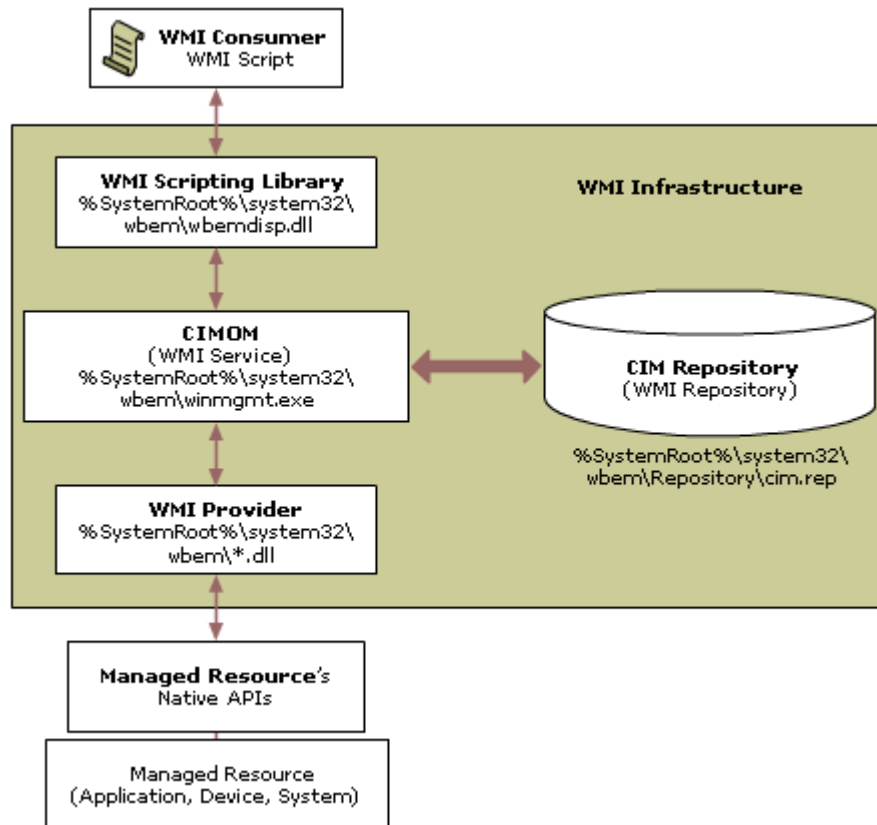 WMI Consumer
WMI Script
WMI Scripting Library
%SystemRoot%\system32\
wbem\wbemdisp.dll
WMI Infrastructure
CIMOM
(WMI Service)
%SystemRoot%\system32\
wbem\winmgmt.exe
CIM Repository
(WMI Repository)
%SystemRoot%\system32\
wbem\Repository\cim.rep
WMI Provider
%SystemRoot%\system32\
wbem\*.dll
Managed Resource's
Native APIs
Managed Resource
(Application, Device, System)